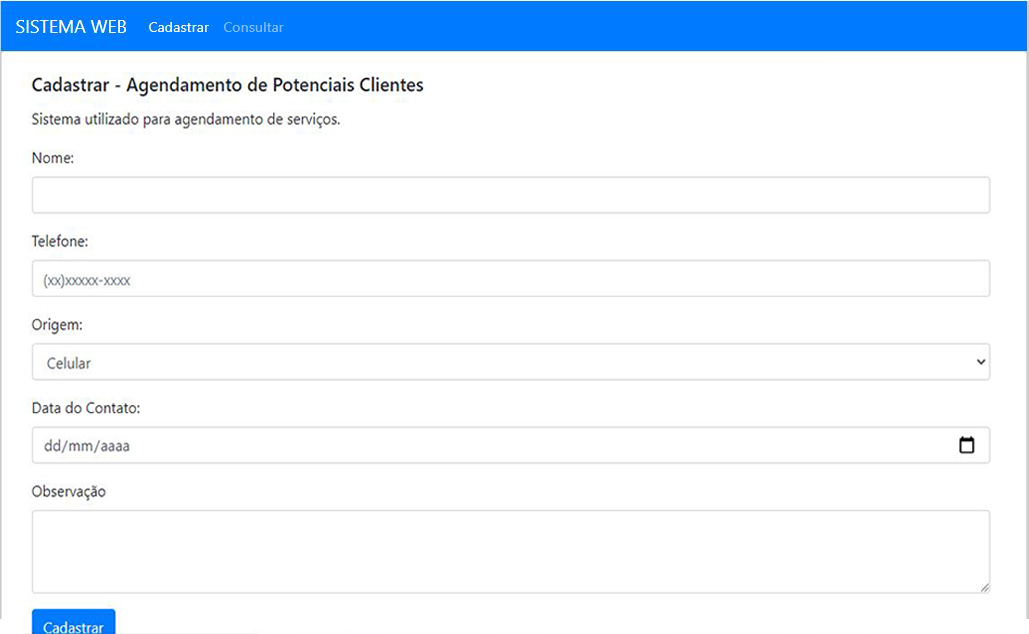 SISTEMA WEB Cadastrar Consultar
Cadastrar - Agendamento de Potenciais Clientes
Sistema utilizado para agendamento de serviços.
Nome:
Telefone:
(xx)xxxxx-xxxx
Origem:
Celular
Data do Contato:
dd/mm/aaaa
Observação
Cadastrar